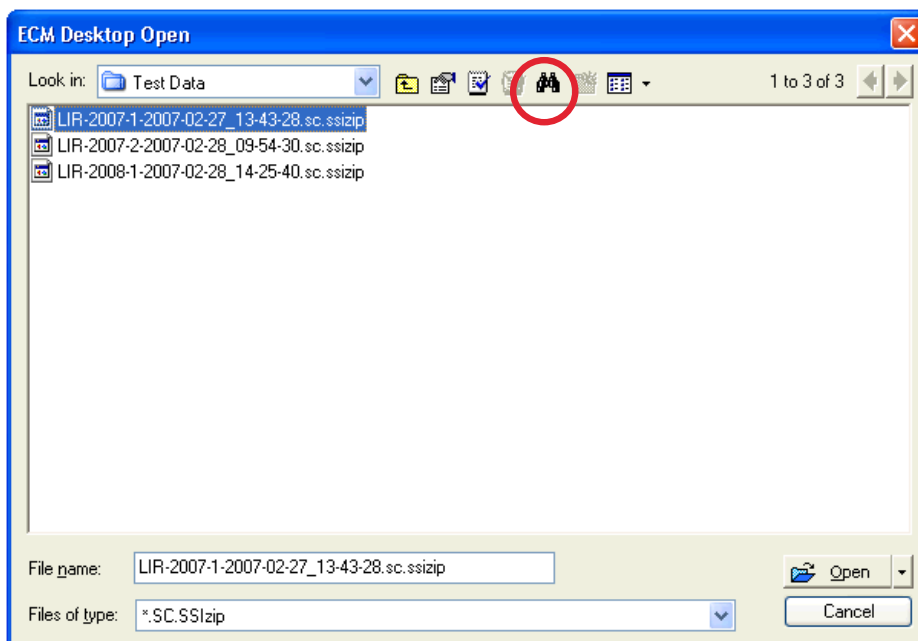 ECM Desktop Open
Look in: Test Data 1 to 3 of 3
LIR-2007-1-2007-02-27_13-43-28.sc.ssizip
LIR-2007-2-2007-02-28_09-54-30.sc.ssizip
LIR-2008-1-2007-02-28_14-25-40.sc.ssizip
File name: LIR-2007-1-2007-02-27_13-43-28.sc.ssizip Open
Files of type: *.SC.SSIzip Cancel